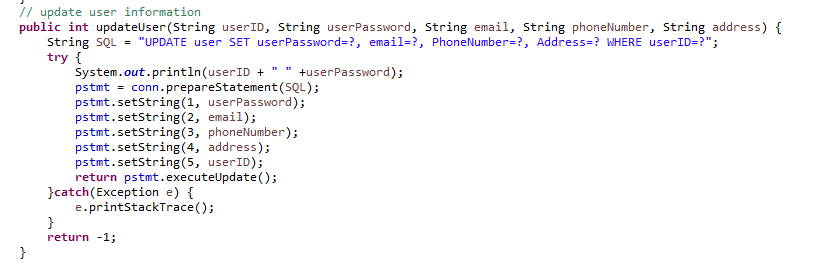 // update user information
public int updateUser(String userID, String userPassword, String email, String phoneNumber, String address) {
    String SQL = "UPDATE user SET userPassword=?, email=?, PhoneNumber=?, Address=? WHERE userID=?";
    try {
        System.out.println(userID + " " +userPassword);
        pstmt = conn.prepareStatement(SQL);
        pstmt.setString(1, userPassword);
        pstmt.setString(2, email);
        pstmt.setString(3, phoneNumber);
        pstmt.setString(4, address);
        pstmt.setString(5, userID);
        return pstmt.executeUpdate();
    }catch(Exception e) {
        e.printStackTrace();
    }
    return -1;
}